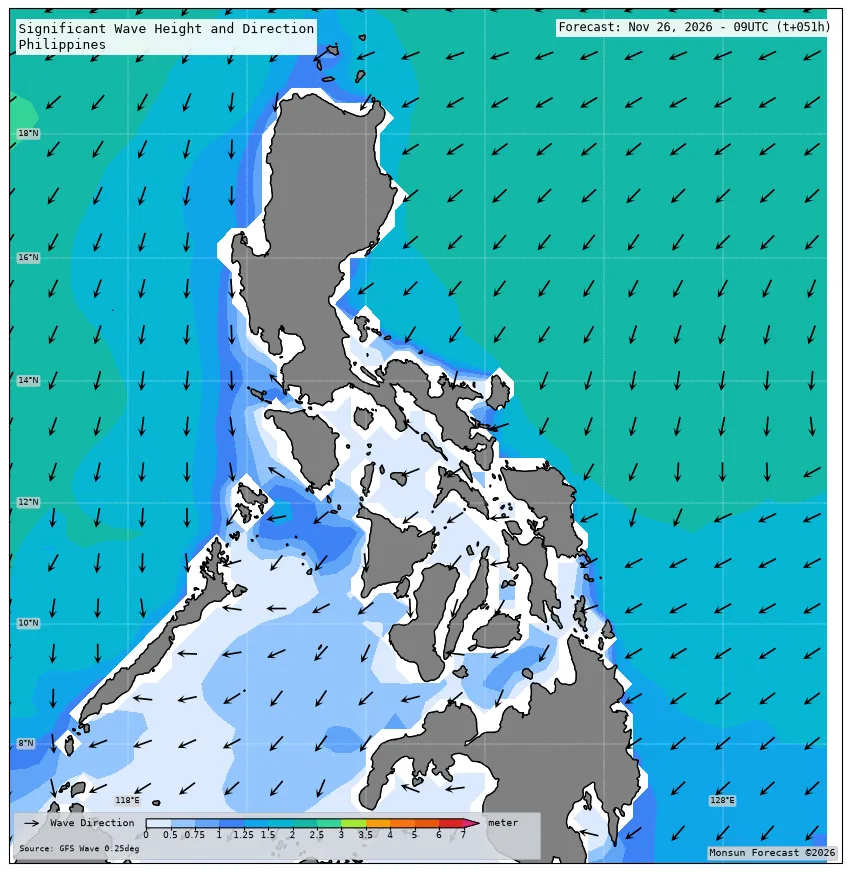 Significant Wave Height and Direction
Philippines
Forecast: Nov 26, 2026 - 09UTC (t+051h)
18°N
16°N
14°N
12°N
10°N
8°N
118°E
128°E
Wave Direction
0 0.5 0.75 1 1.25 1.5 2 2.5 3 3.5 4 5 6 7
meter
Source: GFS Wave 0.25deg
Monsun Forecast ©2026